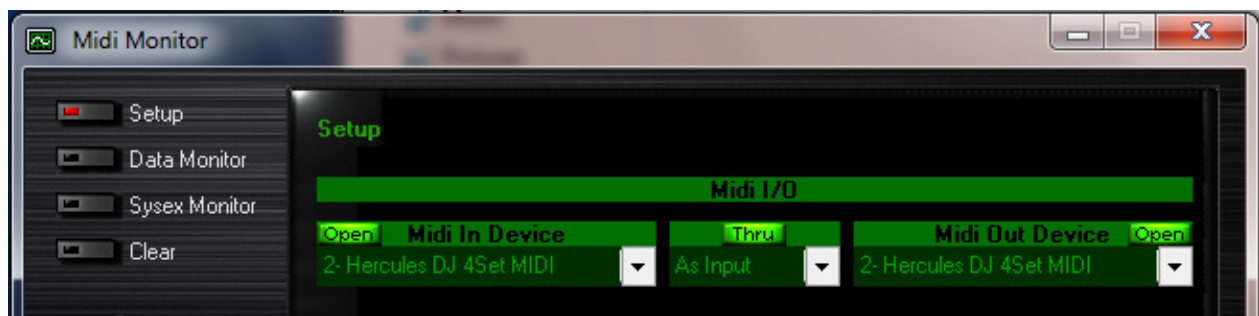 Midi Monitor
Setup
Data Monitor
Sysex Monitor
Clear
Setup
Midi I/O
Open Midi In Device Thru Midi Out Device Open
2- Hercules DJ 4Set MIDI As Input 2- Hercules DJ 4Set MIDI